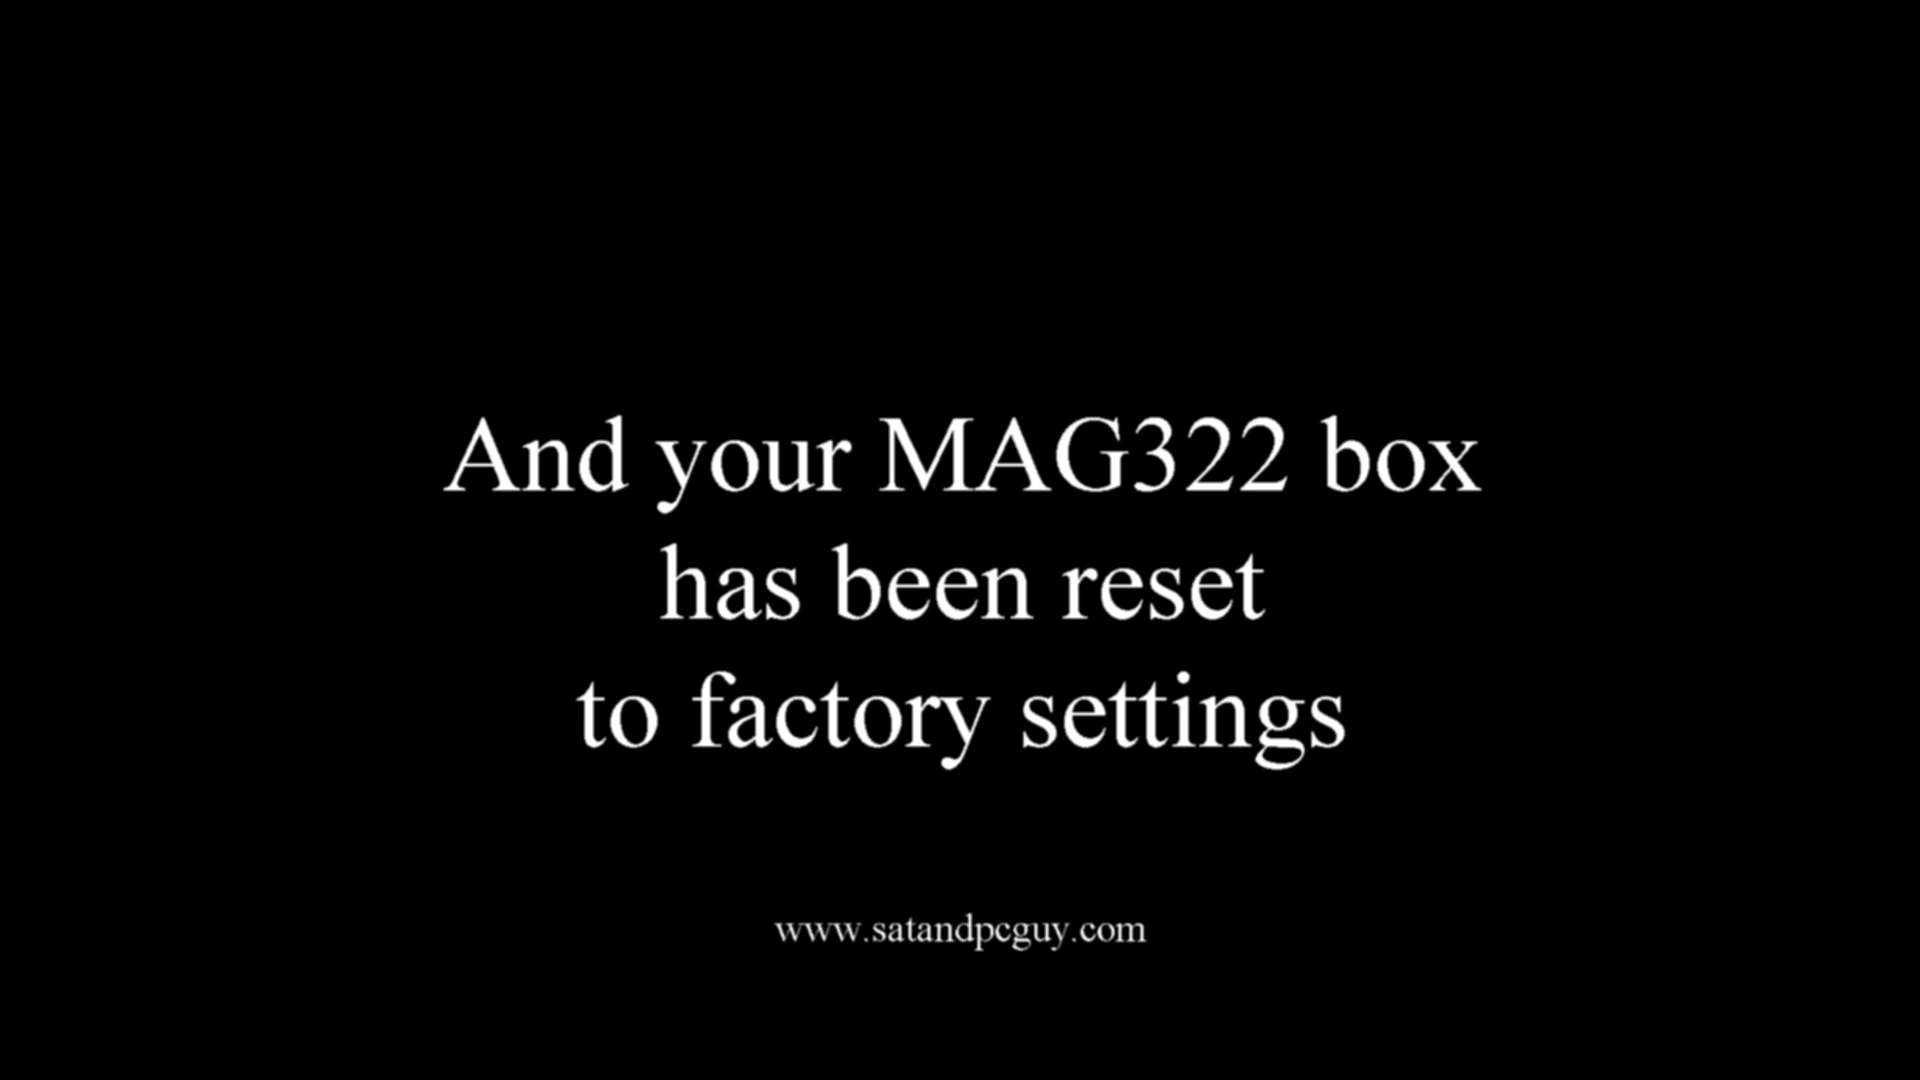 And your MAG322 box
has been reset
to factory settings
www.satandpcguy.com